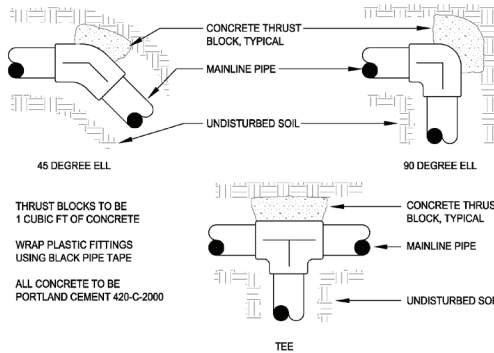 CONCRETE THRUST
BLOCK, TYPICAL
MAINLINE PIPE
UNDISTURBED SOIL
45 DEGREE ELL
90 DEGREE ELL
THRUST BLOCKS TO BE
1 CUBIC FT OF CONCRETE
WRAP PLASTIC FITTINGS
USING BLACK PIPE TAPE
ALL CONCRETE TO BE
PORTLAND CEMENT 420-C-2000
CONCRETE THRUS
BLOCK, TYPICAL
MAINLINE PIPE
UNDISTURBED SOI
TEE